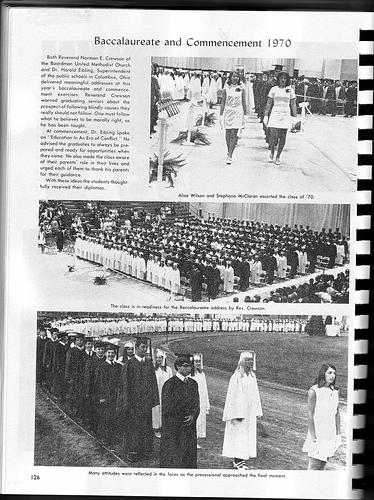 Baccalaureate and Commencement 1970
Both Reverend Norman E. Crewson of
the Boardman United Methodist Church
and Dr. Harold Eibling, Superintendent
of the public schools in Columbus, Ohio
delivered meaningful addresses at this
year's baccalaureate and commence-
ment exercises. Reverend Crewson
warned graduating seniors about the
prospect of following blindly causes they
really should not follow. One must follow
what he believes to be morally right, as
he has been taught.
At commencement, Dr. Eibling spoke
on "Education In An Era of Conflict." He
advised the graduates to always be pre-
pared and ready for opportunities when
they come. He also made the class aware
of their parents' role in their lives and
urged each of them to thank his parents
for their guidance.
With these ideas the students thought-
fully received their diplomas.
Alice Wilson and Stephana McClaran escorted the class of '70.
The class is in readiness for the Baccalaureate address by Rev. Crewson.
Many attitudes were reflected in the faces as the processional approached the final moment.
126